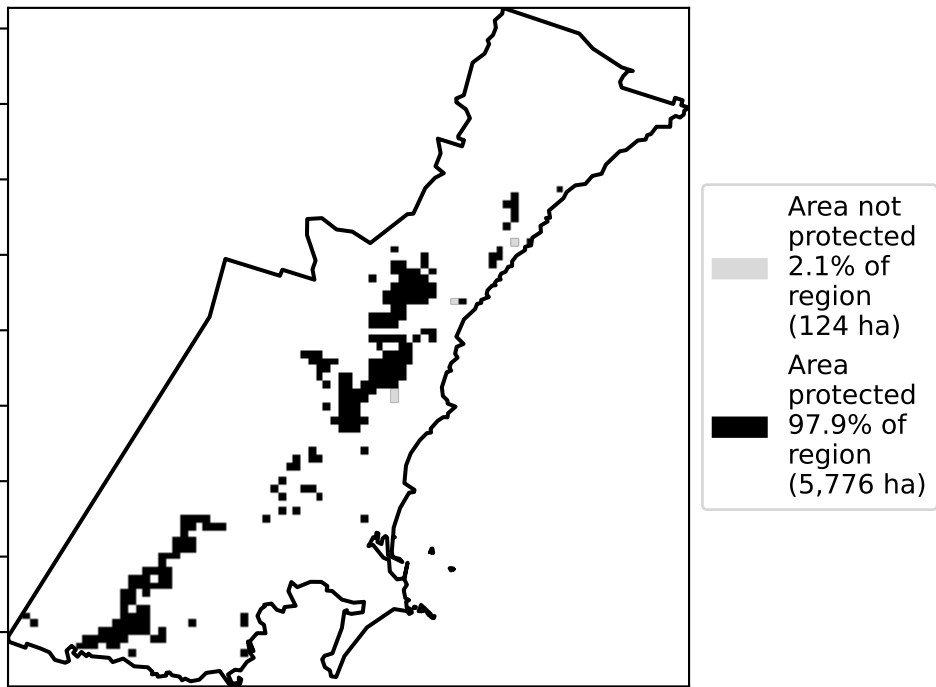 Area not
protected
2.1% of
region
(124 ha)
Area
protected
97.9% of
region
(5,776 ha)